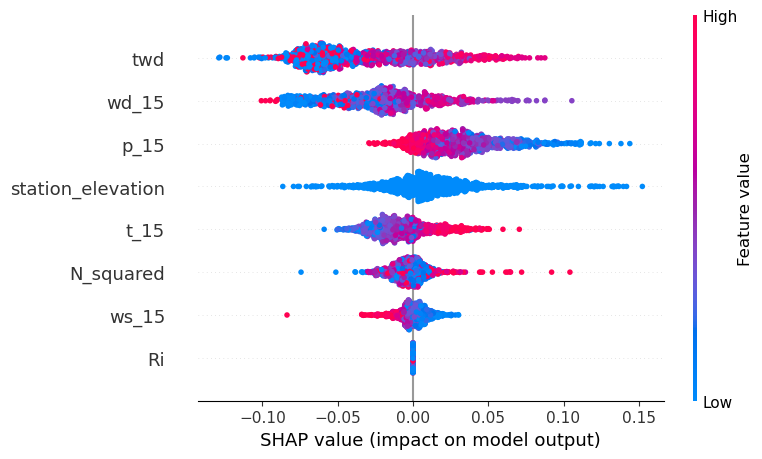 High
twd
wd_15
p_15
station_elevation
t_15
N_squared
ws_15
Ri
Feature value
Low
−0.10 −0.05 0.00 0.05 0.10 0.15
SHAP value (impact on model output)